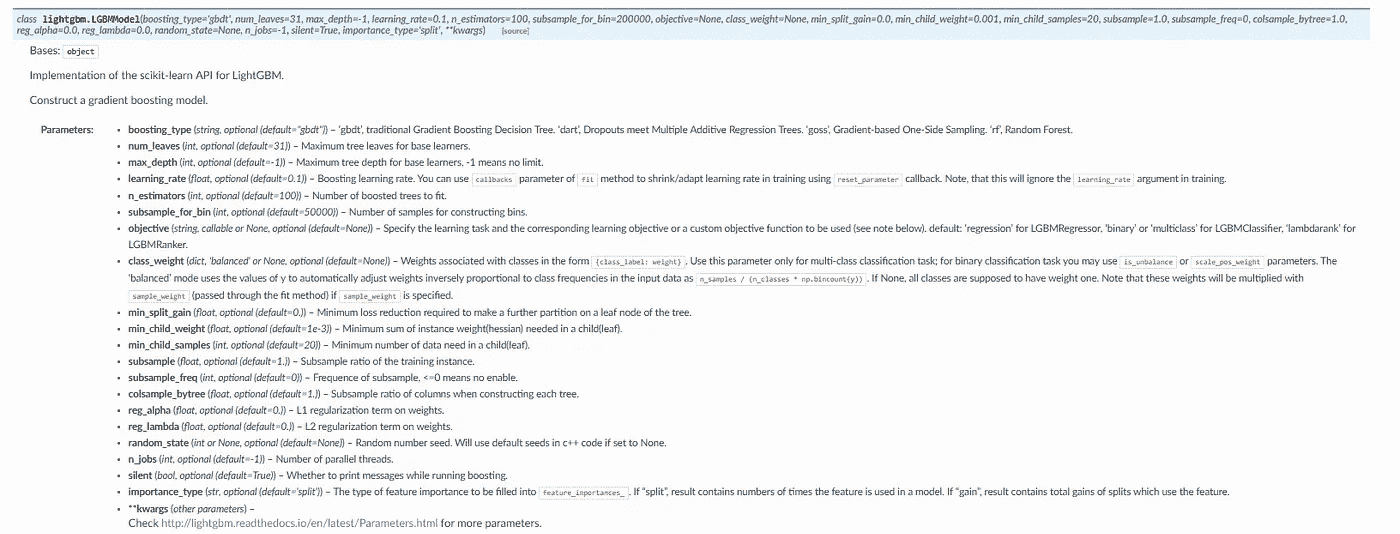 class lightgbm.LGBMModel(boosting_type='gbdt', num_leaves=31, max_depth=-1, learning_rate=0.1, n_estimators=100, subsample_for_bin=200000, objective=None, class_weight=None, min_split_gain=0.0, min_child_weight=0.001, min_child_samples=20, subsample=1.0, subsample_freq=0, colsample_bytree=1.0,
reg_alpha=0.0, reg_lambda=0.0, random_state=None, n_jobs=-1, silent=True, importance_type='split', **kwargs) [source]
Bases: object
Implementation of the scikit-learn API for LightGBM.
Construct a gradient boosting model.
Parameters:
• boosting_type (string, optional (default="gbdt")) – 'gbdt', traditional Gradient Boosting Decision Tree. 'dart', Dropouts meet Multiple Additive Regression Trees. 'goss', Gradient-based One-Side Sampling. 'rf', Random Forest.
• num_leaves (int, optional (default=31)) – Maximum tree leaves for base learners.
• max_depth (int, optional (default=-1)) – Maximum tree depth for base learners, -1 means no limit.
• learning_rate (float, optional (default=0.1)) – Boosting learning rate. You can use callbacks parameter of fit method to shrink/adapt learning rate in training using reset_parameter callback. Note, that this will ignore the learning_rate argument in training.
• n_estimators (int, optional (default=100)) – Number of boosted trees to fit.
• subsample_for_bin (int, optional (default=50000)) – Number of samples for constructing bins.
• objective (string, callable or None, optional (default=None)) – Specify the learning task and the corresponding learning objective or a custom objective function to be used (see note below). default: 'regression' for LGBMRegressor, 'binary' or 'multiclass' for LGBMClassifier, 'lambdarank' for
LGBMRanker.
• class_weight (dict, 'balanced' or None, optional (default=None)) – Weights associated with classes in the form {class_label: weight}. Use this parameter only for multi-class classification task; for binary classification task you may use is_unbalance or scale_pos_weight parameters. The
'balanced' mode uses the values of y to automatically adjust weights inversely proportional to class frequencies in the input data as n_samples / (n_classes * np.bincount(y)) . If None, all classes are supposed to have weight one. Note that these weights will be multiplied with
sample_weight (passed through the fit method) if sample_weight is specified.
• min_split_gain (float, optional (default=0.)) – Minimum loss reduction required to make a further partition on a leaf node of the tree.
• min_child_weight (float, optional (default=1e-3)) – Minimum sum of instance weight(hessian) needed in a child(leaf).
• min_child_samples (int, optional (default=20)) – Minimum number of data need in a child(leaf).
• subsample (float, optional (default=1.)) – Subsample ratio of the training instance.
• subsample_freq (int, optional (default=0)) – Frequence of subsample, <=0 means no enable.
• colsample_bytree (float, optional (default=1.)) – Subsample ratio of columns when constructing each tree.
• reg_alpha (float, optional (default=0.)) – L1 regularization term on weights.
• reg_lambda (float, optional (default=0.)) – L2 regularization term on weights.
• random_state (int or None, optional (default=None)) – Random number seed. Will use default seeds in c++ code if set to None.
• n_jobs (int, optional (default=-1)) – Number of parallel threads.
• silent (bool, optional (default=True)) – Whether to print messages while running boosting.
• importance_type (str, optional (default='split')) – The type of feature importance to be filled into feature_importances_ . If "split", result contains numbers of times the feature is used in a model. If "gain", result contains total gains of splits which use the feature.
• **kwargs (other parameters) –
Check http://lightgbm.readthedocs.io/en/latest/Parameters.html for more parameters.